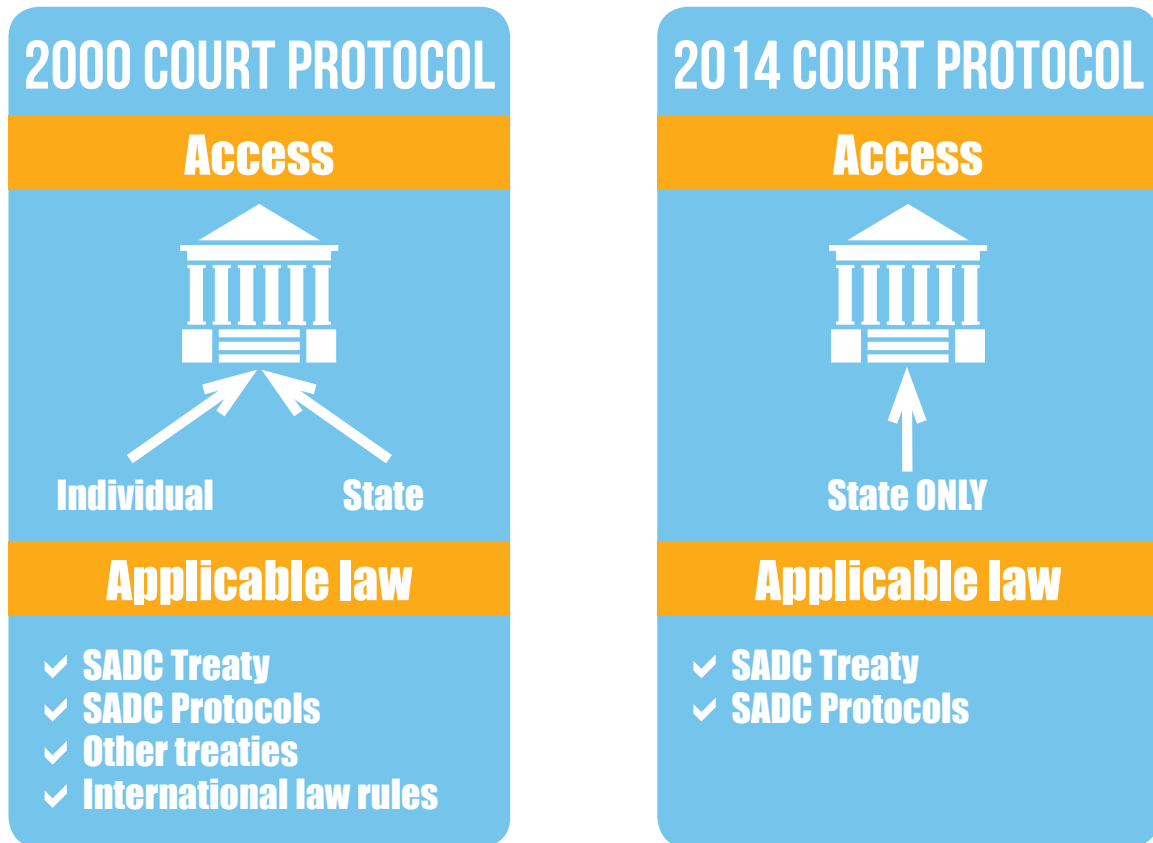 2000 COURT PROTOCOL
Access
Individual
State
Applicable law
SADC Treaty
SADC Protocols
Other treaties
International law rules
2014 COURT PROTOCOL
Access
State ONLY
Applicable law
SADC Treaty
SADC Protocols